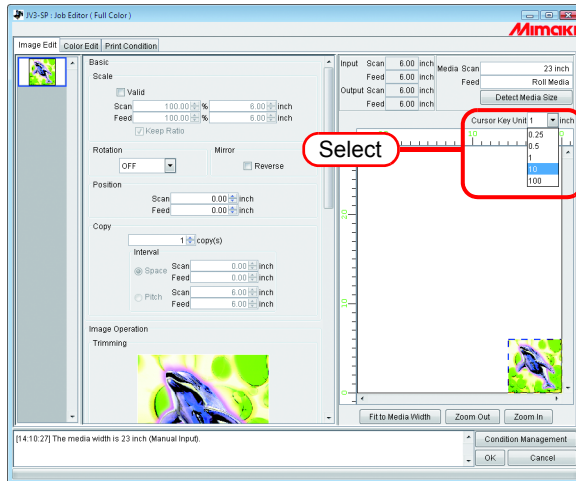 JV3-SP : Job Editor ( Full Color )
Mimaki
Image Edit Color Edit Print Condition
Basic
Scale
Valid
Scan 100.00 % 6.00 inch
Feed 100.00 % 6.00 inch
Keep Ratio
Rotation Mirror
OFF Reverse
Position
Scan 0.00 inch
Feed 0.00 inch
Copy
1 copy(s)
Interval
Space Scan 0.00 inch
Feed 0.00 inch
Pitch Scan 6.00 inch
Feed 6.00 inch
Image Operation
Trimming
Input Scan 6.00 inch
Feed 6.00 inch
Output Scan 6.00 inch
Feed 6.00 inch
Media Scan 23 inch
Feed Roll Media
Detect Media Size
Cursor Key Unit 1 inch
0.25
0.5
1
10
100
Select
10 0
20
10
0
Fit to Media Width Zoom Out Zoom In
[14:10:27] The media width is 23 inch (Manual Input).
Condition Management
OK Cancel